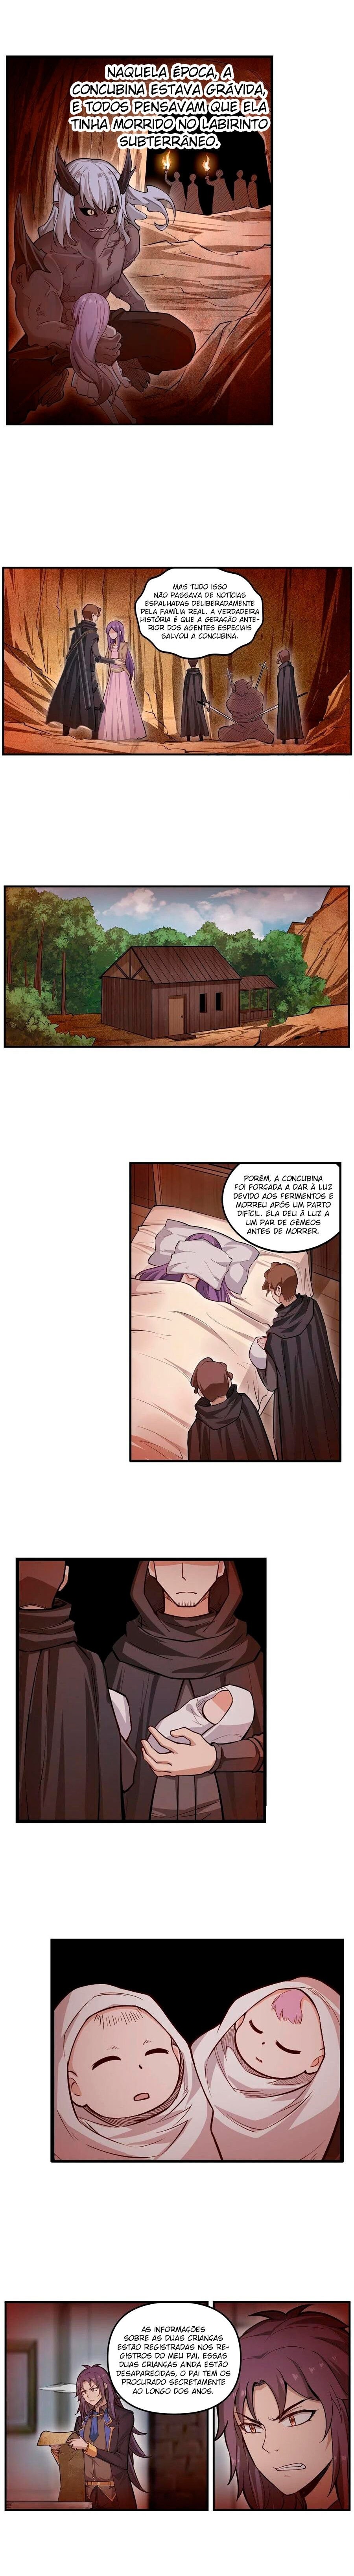 NAQUELA ÉPOCA, A
CONCUBINA ESTAVA GRÁVIDA,
E TODOS PENSAVAM QUE ELA
TINHA MORRIDO NO LABIRINTO
SUBTERRÂNEO.
MAS TUDO ISSO
NÃO PASSAVA DE NOTÍCIAS
ESPALHADAS DELIBERADAMENTE
PELA FAMÍLIA REAL. A VERDADEIRA
HISTÓRIA É QUE A GERAÇÃO ANTE-
RIOR DOS AGENTES ESPECIAIS
SALVOU A CONCUBINA.
PORÉM, A CONCUBINA
FOI FORÇADA A DAR À LUZ
DEVIDO AOS FERIMENTOS E
MORREU APÓS UM PARTO
DIFÍCIL. ELA DEU À LUZ A
UM PAR DE GÊMEOS
ANTES DE MORRER.
AS INFORMAÇÕES
SOBRE AS DUAS CRIANÇAS
ESTÃO REGISTRADAS NOS RE-
GISTROS DO MEU PAI, ESSAS
DUAS CRIANÇAS AINDA ESTÃO
DESAPARECIDAS, O PAI TEM OS
PROCURADO SECRETAMENTE
AO LONGO DOS ANOS.